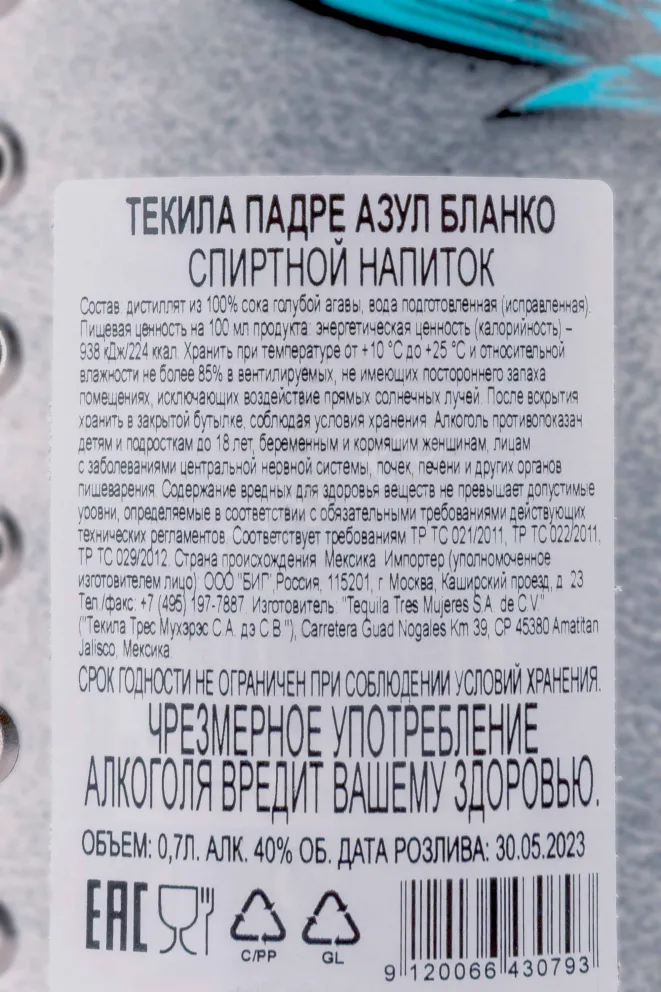 ТЕКИЛА ПАДРЕ АЗУЛ БЛАНКО
СПИРТНОЙ НАПИТОК
Состав: дистиллят из 100% сока голубой агавы, вода подготовленная (исправленная).
Пищевая ценность на 100 мл продукта: энергетическая ценность (калорийность) –
938 кДж/224 ккал. Хранить при температуре от +10 °C до +25 °C и относительной
влажности не более 85% в вентилируемых, не имеющих постороннего запаха
помещениях, исключающих воздействие прямых солнечных лучей. После вскрытия
хранить в закрытой бутылке, соблюдая условия хранения. Алкоголь противопоказан
детям и подросткам до 18 лет, беременным и кормящим женщинам, лицам
с заболеваниями центральной нервной системы, почек, печени и других органов
пищеварения. Содержание вредных для здоровья веществ не превышает допустимые
уровни, определяемые в соответствии с обязательными требованиями действующих
технических регламентов. Соответствует требованиям ТР ТС 021/2011, ТР ТС 022/2011,
ТР ТС 029/2012. Страна происхождения: Мексика. Импортер (уполномоченное
изготовителем лицо): ООО "БИГ",Россия, 115201, г. Москва, Каширский проезд, д. 23.
Тел./факс: +7 (495) 197-7887. Изготовитель: "Tequila Tres Mujeres S.A. de C.V."
("Текила Трес Мухэрэс С.А. дэ С.В."), Carretera Guad Nogales Km 39, CP 45380 Amatitan
Jalisco, Мексика.
СРОК ГОДНОСТИ НЕ ОГРАНИЧЕН ПРИ СОБЛЮДЕНИИ УСЛОВИЙ ХРАНЕНИЯ.
ЧРЕЗМЕРНОЕ УПОТРЕБЛЕНИЕ
АЛКОГОЛЯ ВРЕДИТ ВАШЕМУ ЗДОРОВЬЮ.
ОБЪЕМ: 0,7Л. АЛК. 40% ОБ. ДАТА РОЗЛИВА: 30.05.2023
EAC
C/PP GL
9 120066 430793